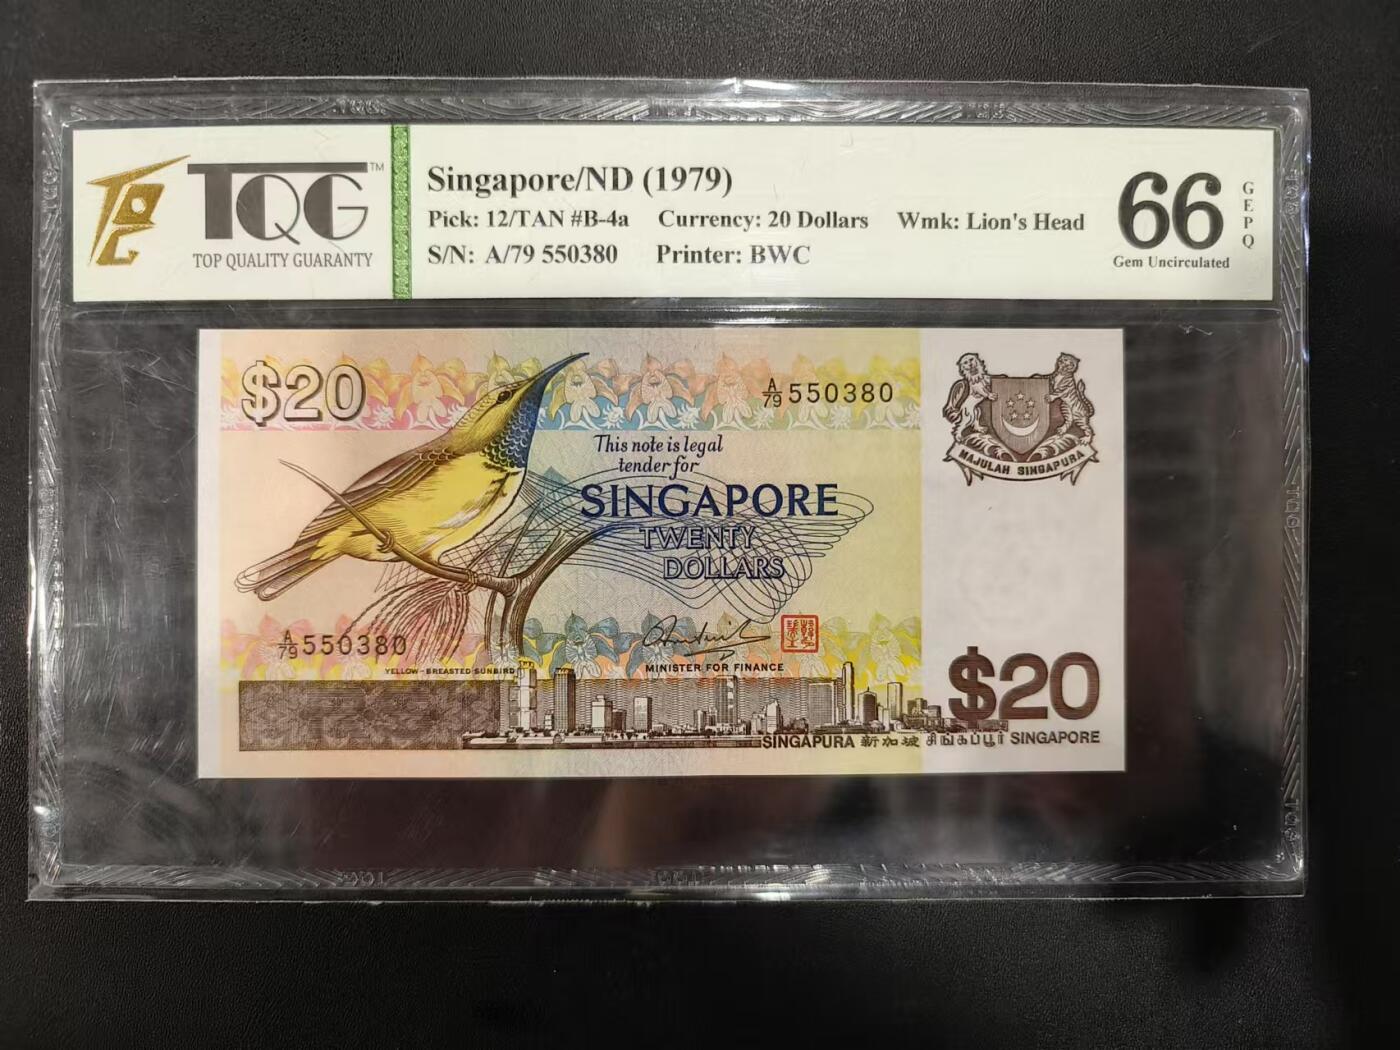 TQG™
TOP QUALITY GUARANTY
Singapore/ND (1979)
Pick: 12/TAN #B-4a Currency: 20 Dollars Wmk: Lion's Head
S/N: A/79 550380 Printer: BWC
66
GEPQ
Gem Uncirculated
$20
A/79 550380
This note is legal
tender for
SINGAPORE
TWENTY
DOLLARS
MAJULAH SINGAPURA
A/79 550380
YELLOW-BREASTED SUNBIRD
MINISTER FOR FINANCE
$20
SINGAPURA 新加坡 சிங்கப்பூர் SINGAPORE